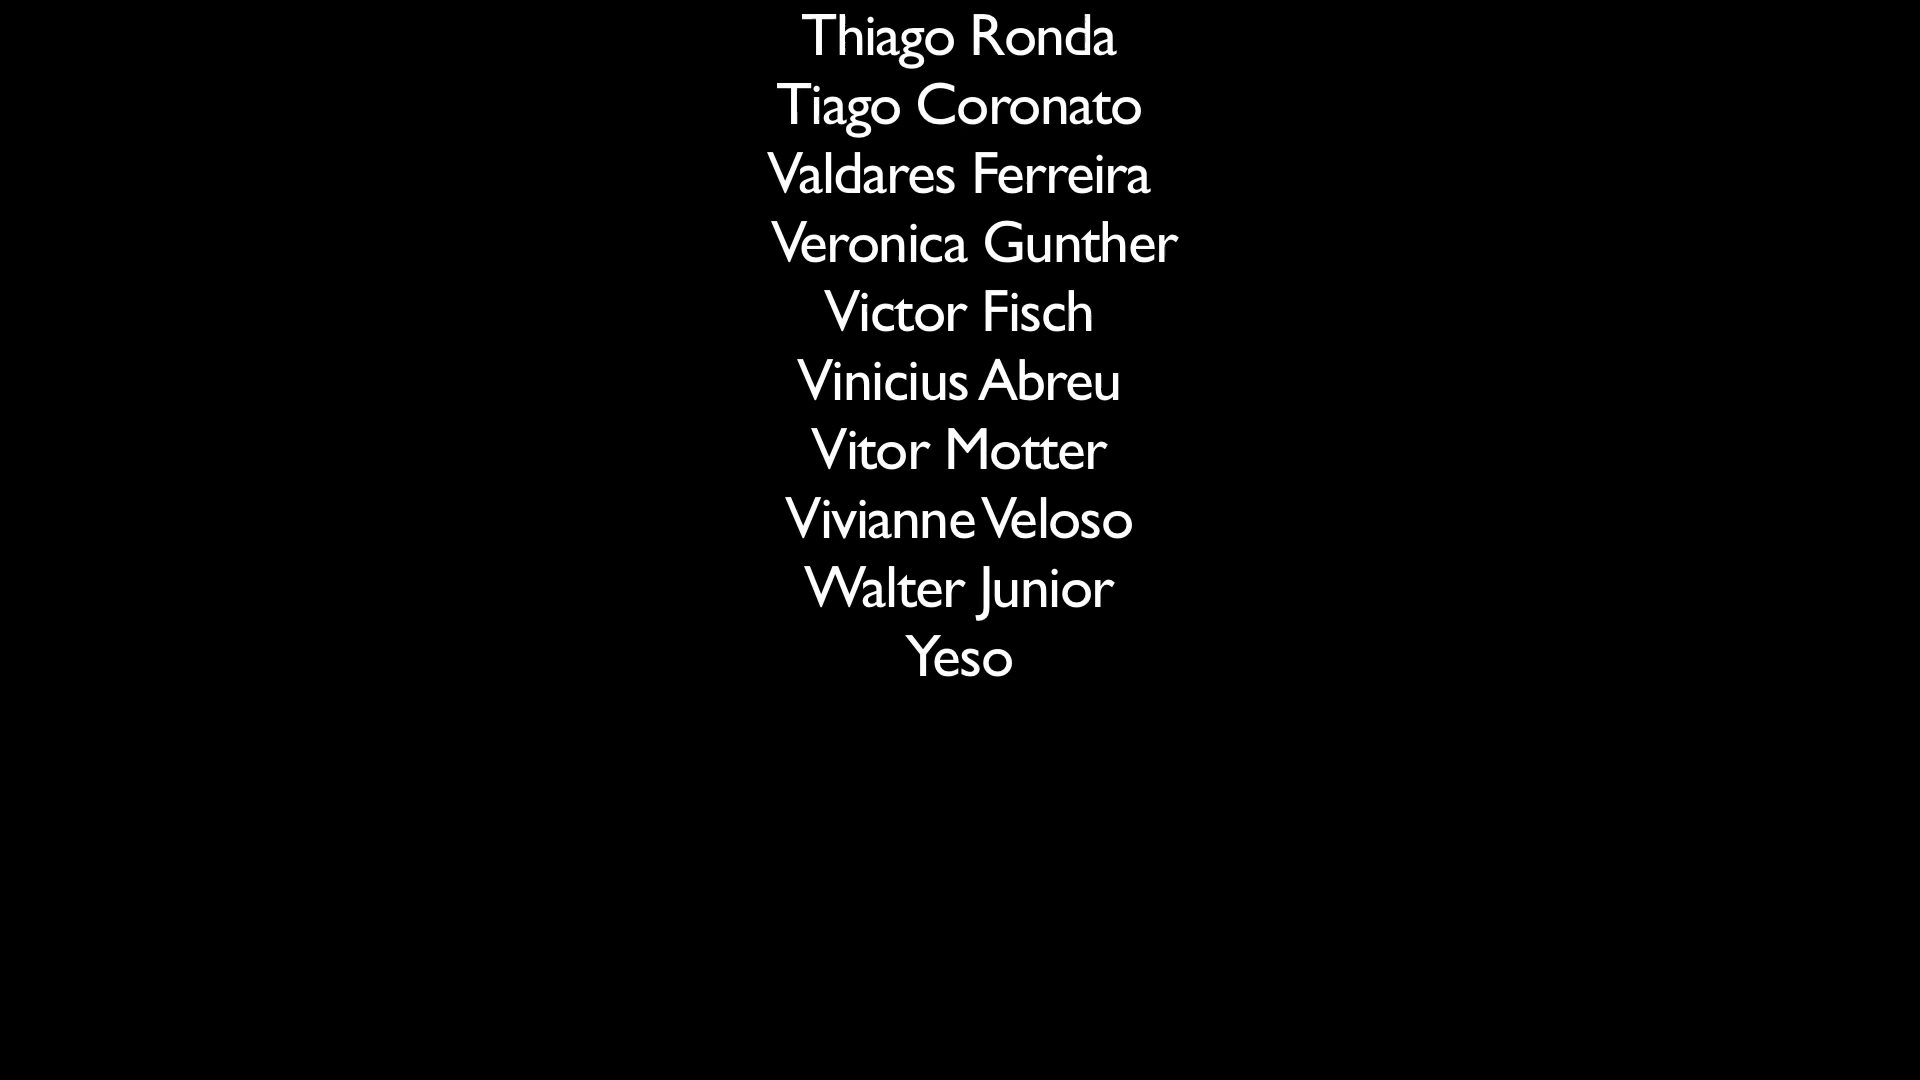 Thiago Ronda
Tiago Coronato
Valdares Ferreira
Veronica Gunther
Victor Fisch
Vinicius Abreu
Vitor Motter
Vivianne Veloso
Walter Junior
Yeso